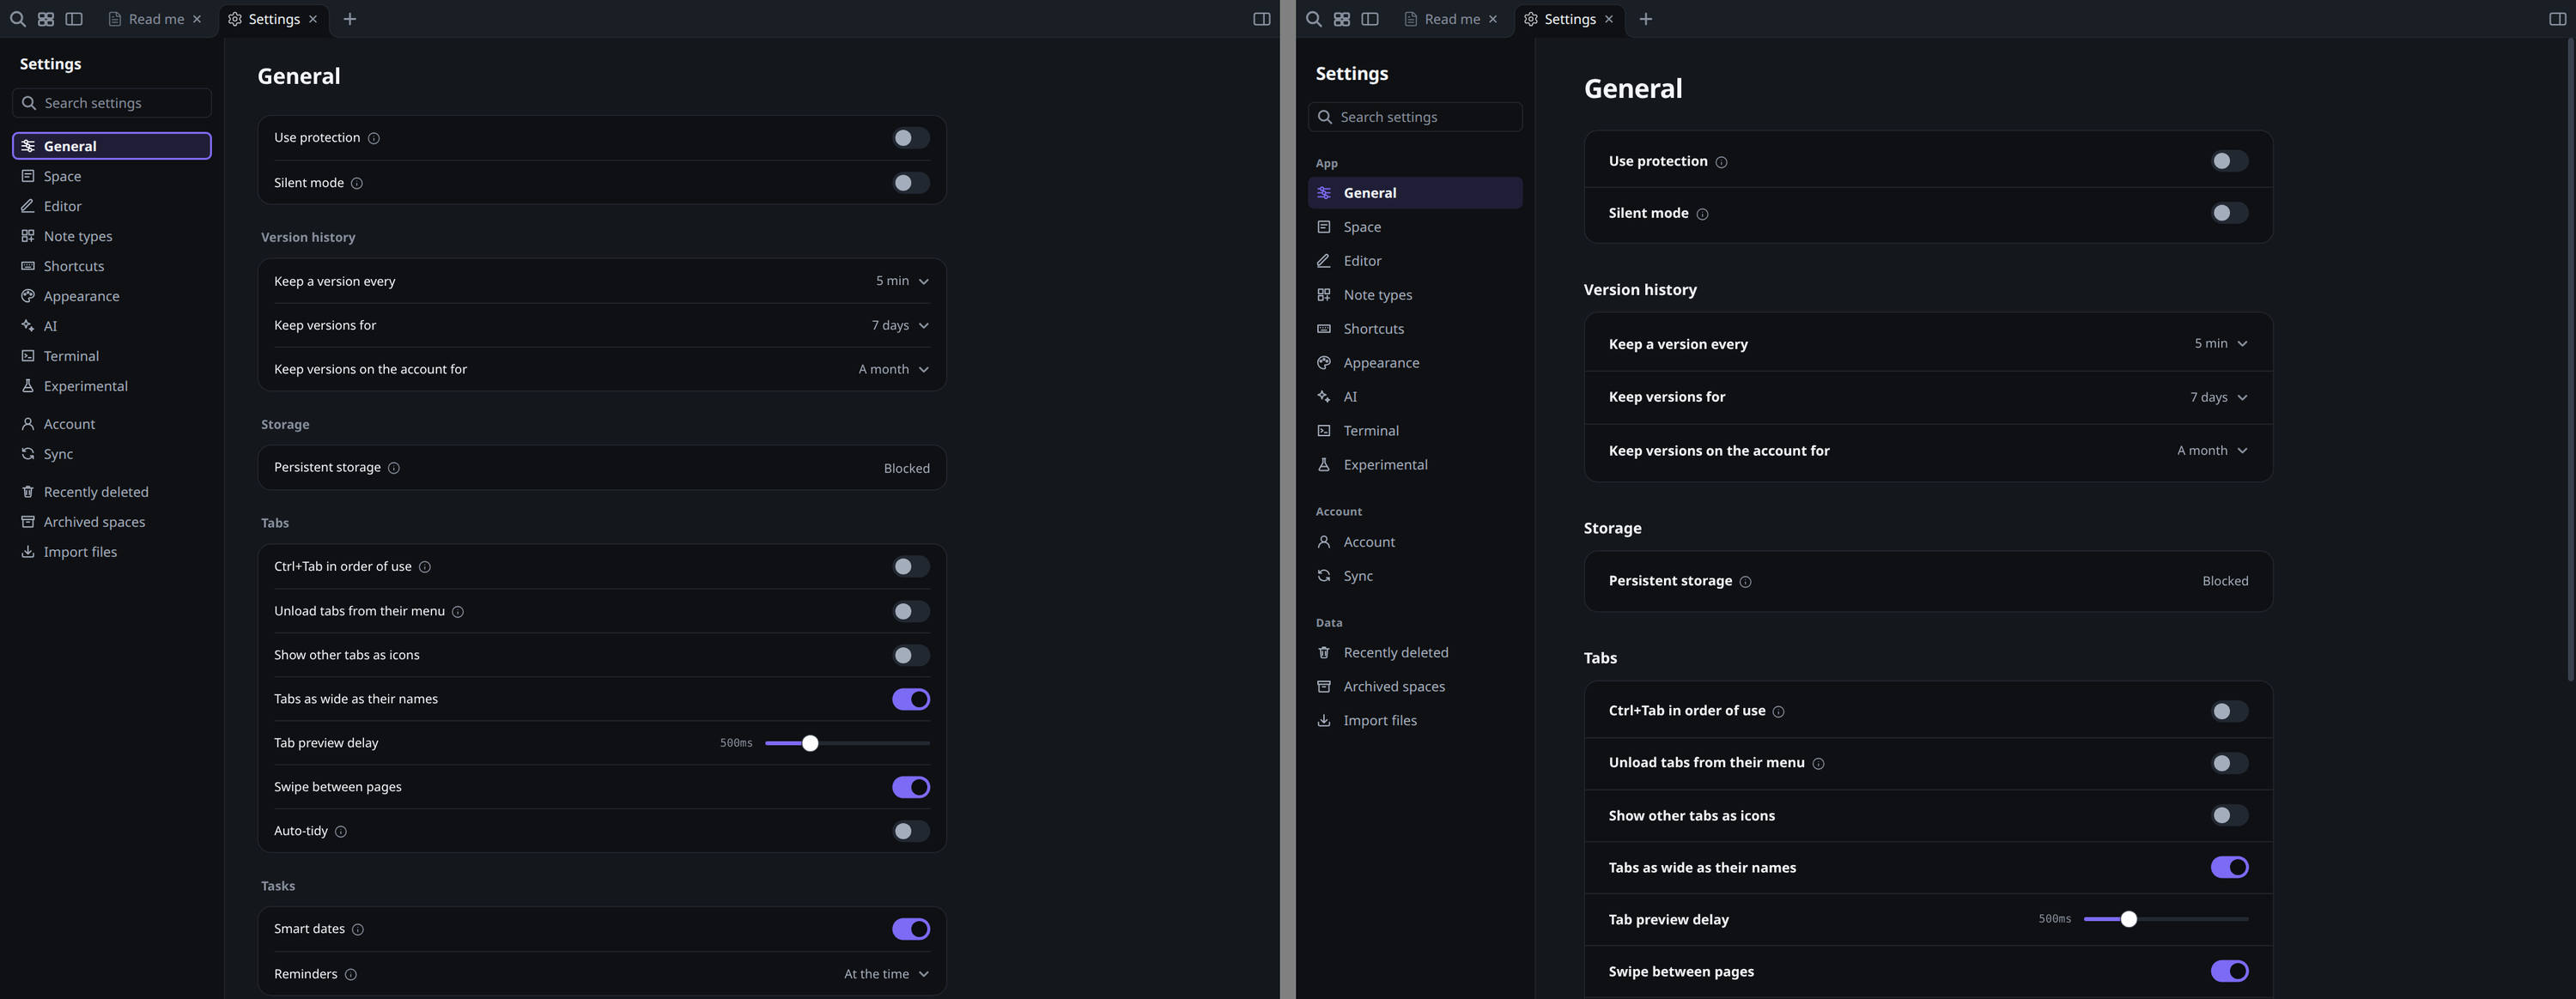 Read me
Settings
Settings
Search settings
General
Space
Editor
Note types
Shortcuts
Appearance
AI
Terminal
Experimental
Account
Sync
Recently deleted
Archived spaces
Import files
General
Use protection
Silent mode
Version history
Keep a version every 5 min
Keep versions for 7 days
Keep versions on the account for A month
Storage
Persistent storage Blocked
Tabs
Ctrl+Tab in order of use
Unload tabs from their menu
Show other tabs as icons
Tabs as wide as their names
Tab preview delay 500ms
Swipe between pages
Auto-tidy
Tasks
Smart dates
Reminders At the time
Read me
Settings
Settings
Search settings
App
General
Space
Editor
Note types
Shortcuts
Appearance
AI
Terminal
Experimental
Account
Account
Sync
Data
Recently deleted
Archived spaces
Import files
General
Use protection
Silent mode
Version history
Keep a version every 5 min
Keep versions for 7 days
Keep versions on the account for A month
Storage
Persistent storage Blocked
Tabs
Ctrl+Tab in order of use
Unload tabs from their menu
Show other tabs as icons
Tabs as wide as their names
Tab preview delay 500ms
Swipe between pages